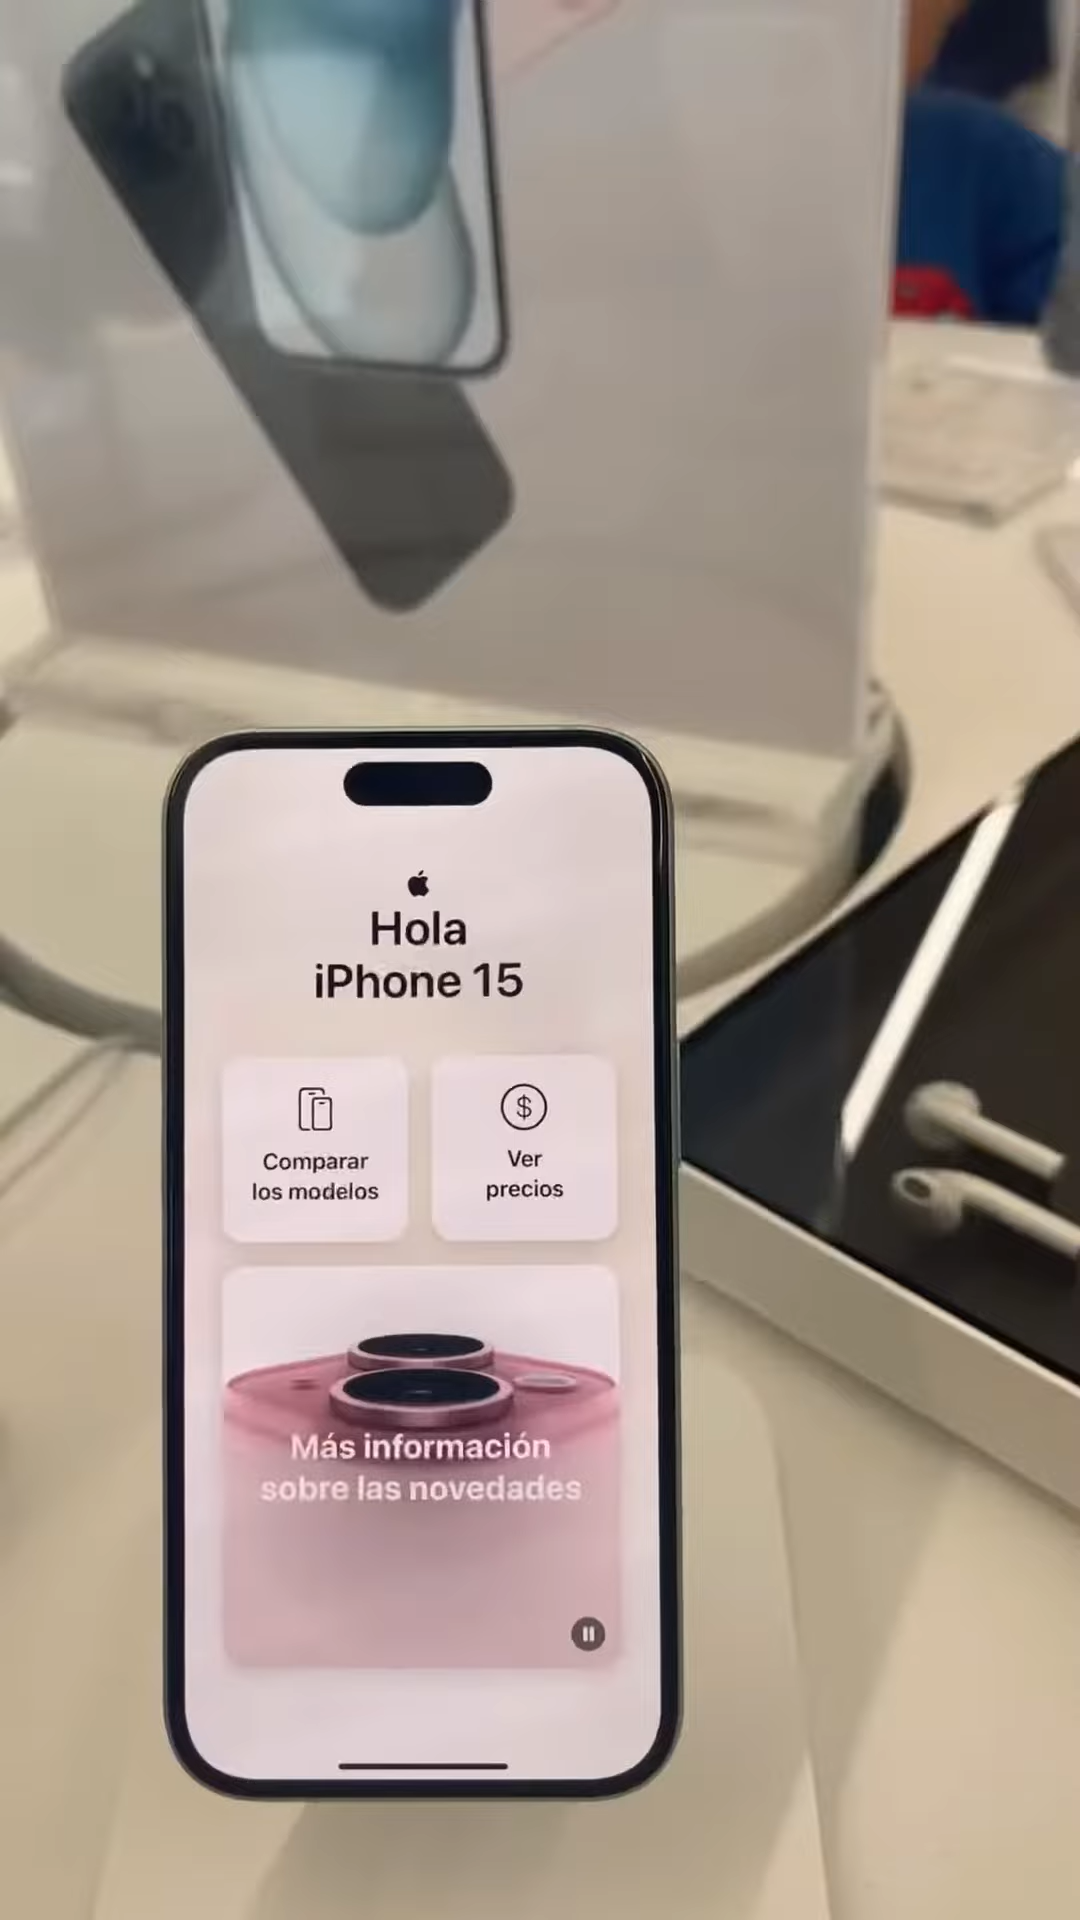 Hola
iPhone 15
Comparar
los modelos
$
Ver
precios
Más información
sobre las novedades